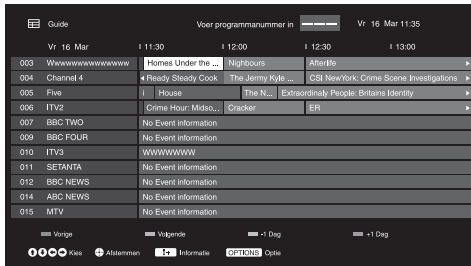 Guide Voer programmanummer in Vr 16 Mar 11:35
Vr 16 Mar 11:30 12:00 12:30 13:00
003 Wwwwwwwwwwwwww Homes Under the ... Nighbours Afterlife
004 Channel 4 Ready Steady Cook The Jermy Kyle ... CSI NewYork: Crime Scene Investigations
005 Five i House The N... Extraordinaly People: Britains Identity
006 ITV2 Crime Hour: Midso... Cracker ER
007 BBC TWO No Event information
009 BBC FOUR No Event information
010 ITV3 WWWWWWW
011 SETANTA No Event information
012 BBC NEWS No Event information
014 ABC NEWS No Event information
015 MTV No Event information
Vorige Volgende -1 Dag +1 Dag
Kies Afstemmen Informatie OPTIONS Optie